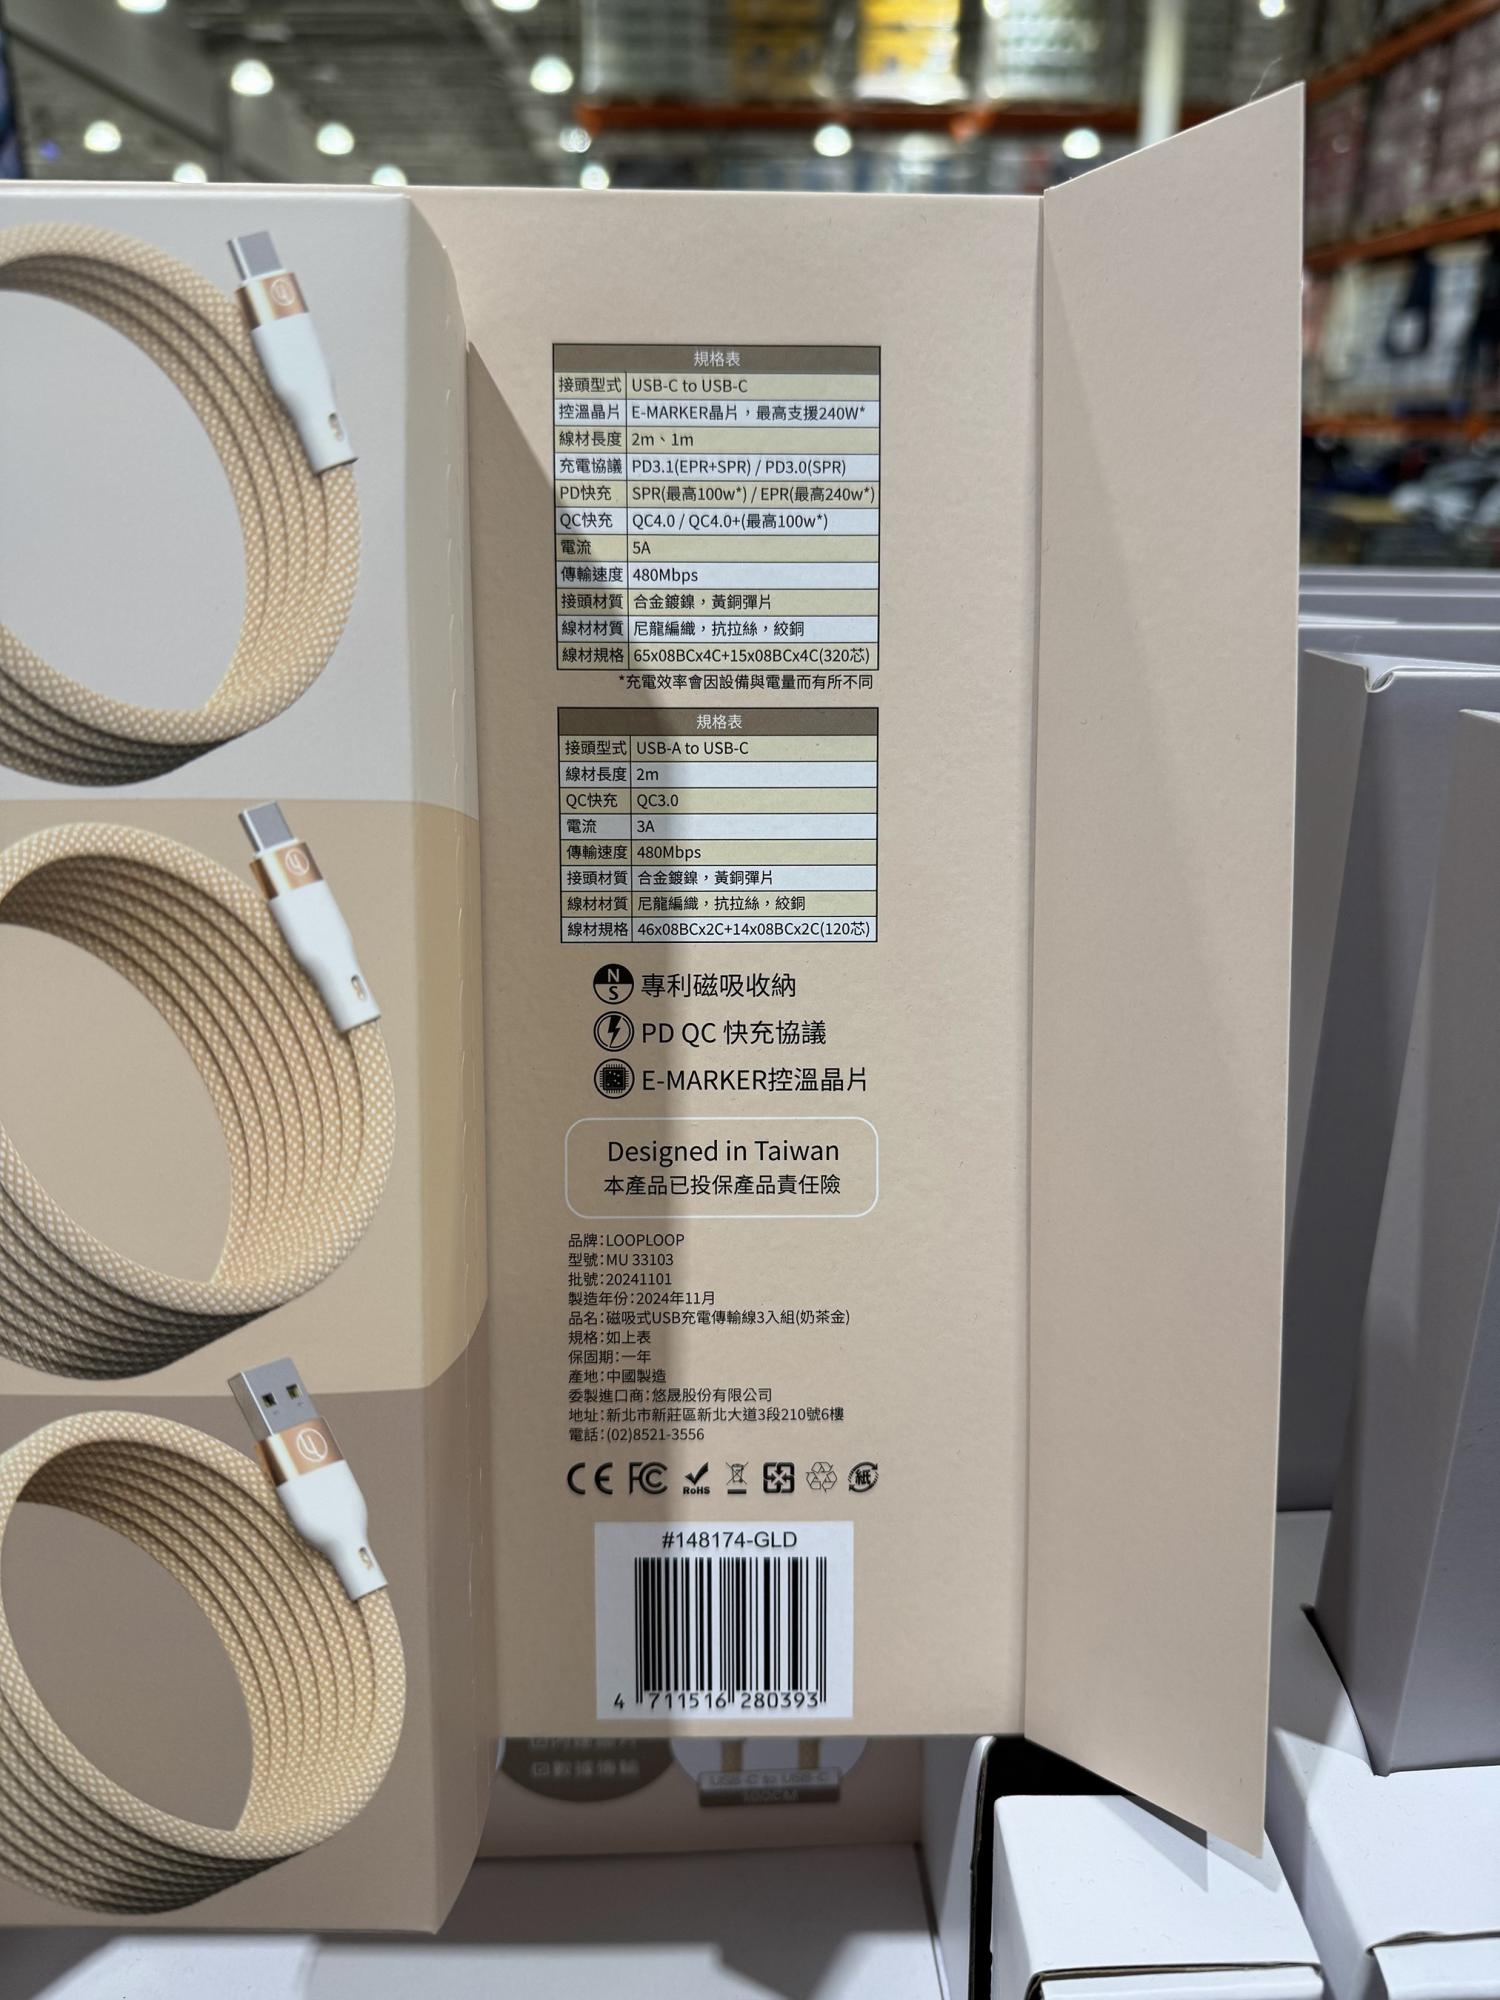 規格表
接頭型式 USB-C to USB-C
控溫晶片 E-MARKER晶片，最高支援240W*
線材長度 2m、1m
充電協議 PD3.1(EPR+SPR) / PD3.0(SPR)
PD快充 SPR(最高100w*) / EPR(最高240w*)
QC快充 QC4.0 / QC4.0+(最高100w*)
電流 5A
傳輸速度 480Mbps
接頭材質 合金鍍鎳，黃銅彈片
線材材質 尼龍編織，抗拉絲，絞銅
線材規格 65x08BCx4C+15x08BCx4C(320芯)
*充電效率會因設備與電量而有所不同
規格表
接頭型式 USB-A to USB-C
線材長度 2m
QC快充 QC3.0
電流 3A
傳輸速度 480Mbps
接頭材質 合金鍍鎳，黃銅彈片
線材材質 尼龍編織，抗拉絲，絞銅
線材規格 46x08BCx2C+14x08BCx2C(120芯)
N S 專利磁吸收納
PD QC 快充協議
E-MARKER控溫晶片
Designed in Taiwan
本產品已投保產品責任險
品牌:LOOPLOOP
型號:MU 33103
批號:20241101
製造年份:2024年11月
品名:磁吸式USB充電傳輸線3入組(奶茶金)
規格:如上表
保固期:一年
產地:中國製造
委製進口商:悠晟股份有限公司
地址:新北市新莊區新北大道3段210號6樓
電話:(02)8521-3556
CE FC RoHS 紙
#148174-GLD
4 711516 280393
數據傳輸
USB-C to USB-C
100CM